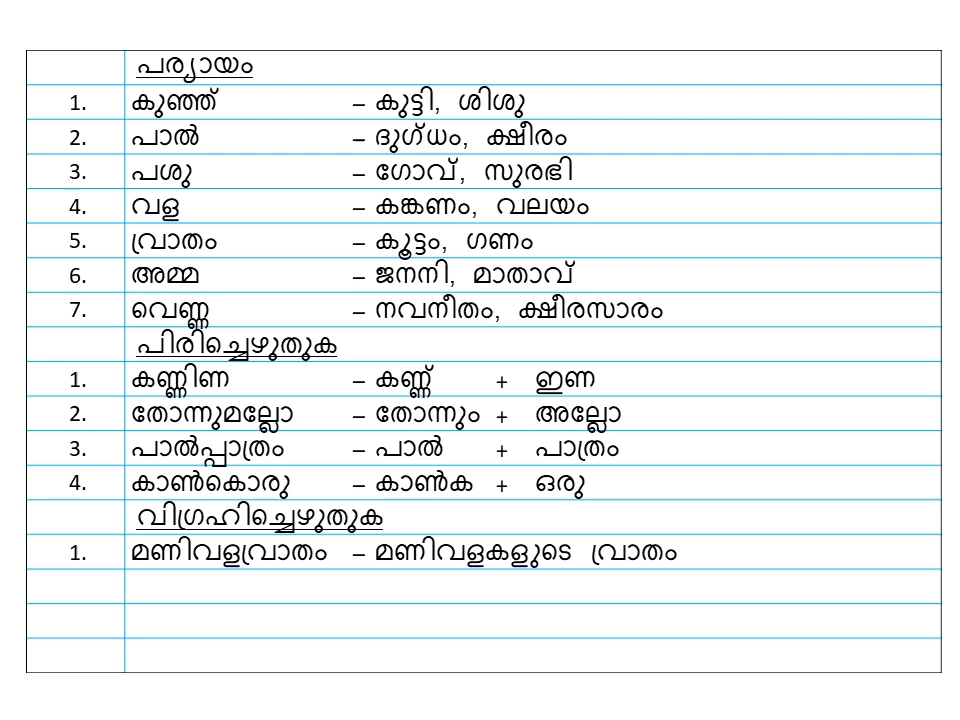 പര്യായം
1. കുഞ്ഞ് – കുട്ടി, ശിശു
2. പാൽ – ദുഗ്ധം, ക്ഷീരം
3. പശു – ഗോവ്, സുരഭി
4. വള – കങ്കണം, വലയം
5. വ്രാതം – കൂട്ടം, ഗണം
6. അമ്മ – ജനനി, മാതാവ്
7. വെണ്ണ – നവനീതം, ക്ഷീരസാരം
പിരിച്ചെഴുതുക
1. കണ്ണിണ – കണ്ണ് + ഇണ
2. തോന്നുമല്ലോ – തോന്നും + അല്ലോ
3. പാൽപ്പാത്രം – പാൽ + പാത്രം
4. കാൺകൊരു – കാൺക + ഒരു
വിഗ്രഹിച്ചെഴുതുക
1. മണിവളവ്രാതം – മണിവളകളുടെ വ്രാതം